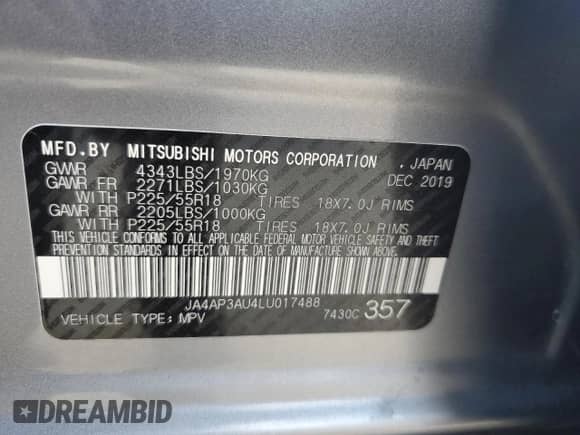 MFD.BY MITSUBISHI MOTORS CORPORATION . JAPAN
GVWR 4343LBS/1970KG DEC 2019
GAWR FR 2271LBS/1030KG
WITH P225/55R18 TIRES 18X7.0J RIMS
GAWR RR 2205LBS/1000KG
WITH P225/55R18 TIRES 18X7.0J RIMS
THIS VEHICLE CONFORMS TO ALL APPLICABLE FEDERAL MOTOR VEHICLE SAFETY AND THEFT
PREVENTION STANDARDS IN EFFECT ON THE DATE OF MANUFACTURE SHOWN ABOVE.
JA4AP3AU4LU017488
VEHICLE TYPE: MPV 7430C 357
DREAMBID